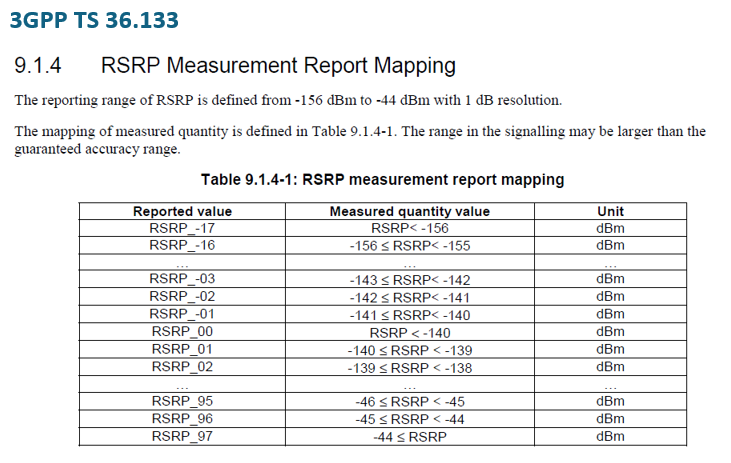 3GPP TS 36.133
9.1.4 RSRP Measurement Report Mapping
The reporting range of RSRP is defined from -156 dBm to -44 dBm with 1 dB resolution.
The mapping of measured quantity is defined in Table 9.1.4-1. The range in the signalling may be larger than the
guaranteed accuracy range.
Table 9.1.4-1: RSRP measurement report mapping
Reported value Measured quantity value Unit
RSRP_-17 RSRP< -156 dBm
RSRP_-16 -156 ≤ RSRP< -155 dBm
... ... ...
RSRP_-03 -143 ≤ RSRP< -142 dBm
RSRP_-02 -142 ≤ RSRP< -141 dBm
RSRP_-01 -141 ≤ RSRP< -140 dBm
RSRP_00 RSRP < -140 dBm
RSRP_01 -140 ≤ RSRP < -139 dBm
RSRP_02 -139 ≤ RSRP < -138 dBm
... ... ...
RSRP_95 -46 ≤ RSRP < -45 dBm
RSRP_96 -45 ≤ RSRP < -44 dBm
RSRP_97 -44 ≤ RSRP dBm